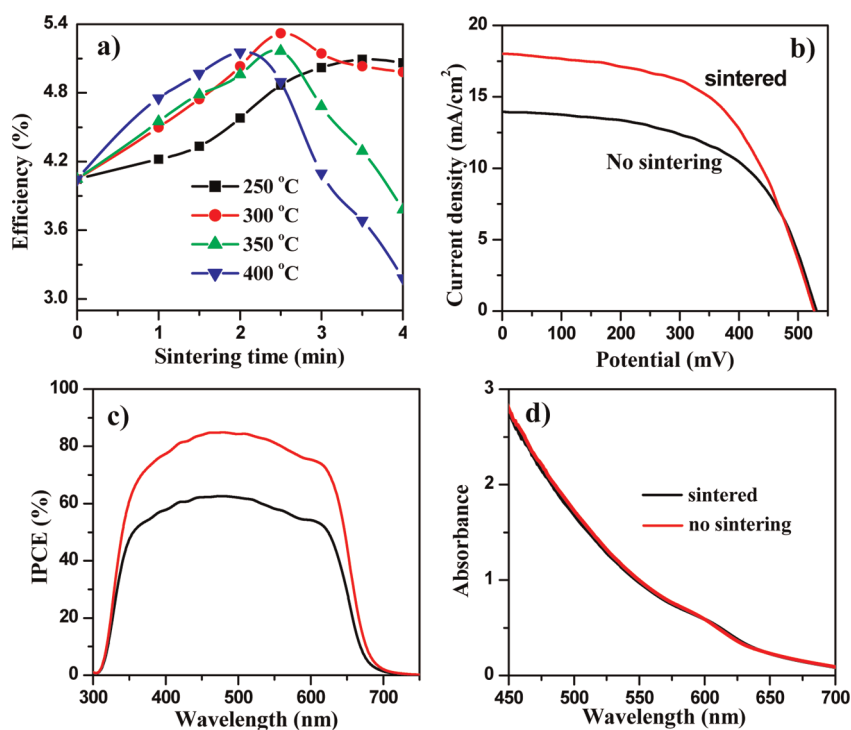 a)
Efficiency (%)
5.4
4.8
4.2
3.6
3.0
250 °C
300 °C
350 °C
400 °C
0
1
2
3
4
Sintering time (min)
b)
Current density (mA/cm²)
20
15
10
5
0
sintered
No sintering
0
100
200
300
400
500
Potential (mV)
c)
IPCE (%)
100
80
60
40
20
0
300
400
500
600
700
Wavelength (nm)
d)
Absorbance
3
2
1
0
sintered
no sintering
450
500
550
600
650
700
Wavelength (nm)